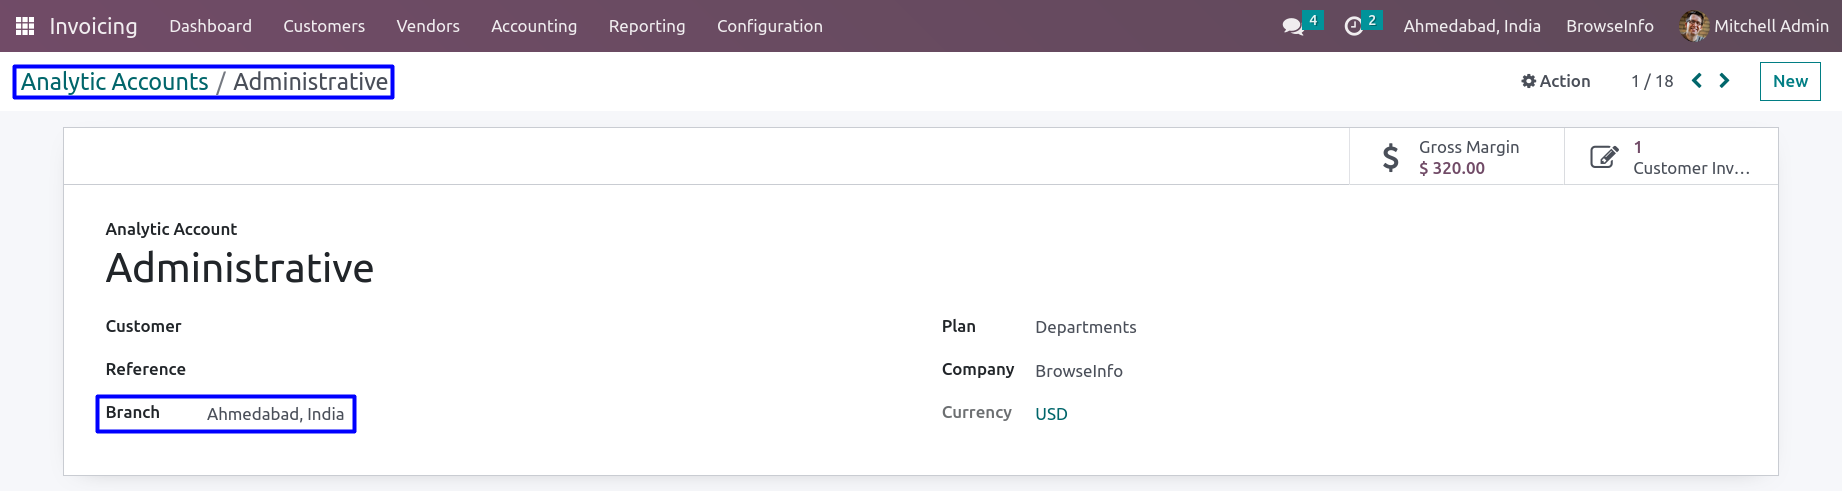 Invoicing Dashboard Customers Vendors Accounting Reporting Configuration 4 2 Ahmedabad, India BrowseInfo Mitchell Admin
Analytic Accounts / Administrative Action 1 / 18 New
Gross Margin
$ 320.00
1
Customer Inv...
Analytic Account
Administrative
Customer
Reference
Branch Ahmedabad, India
Plan Departments
Company BrowseInfo
Currency USD